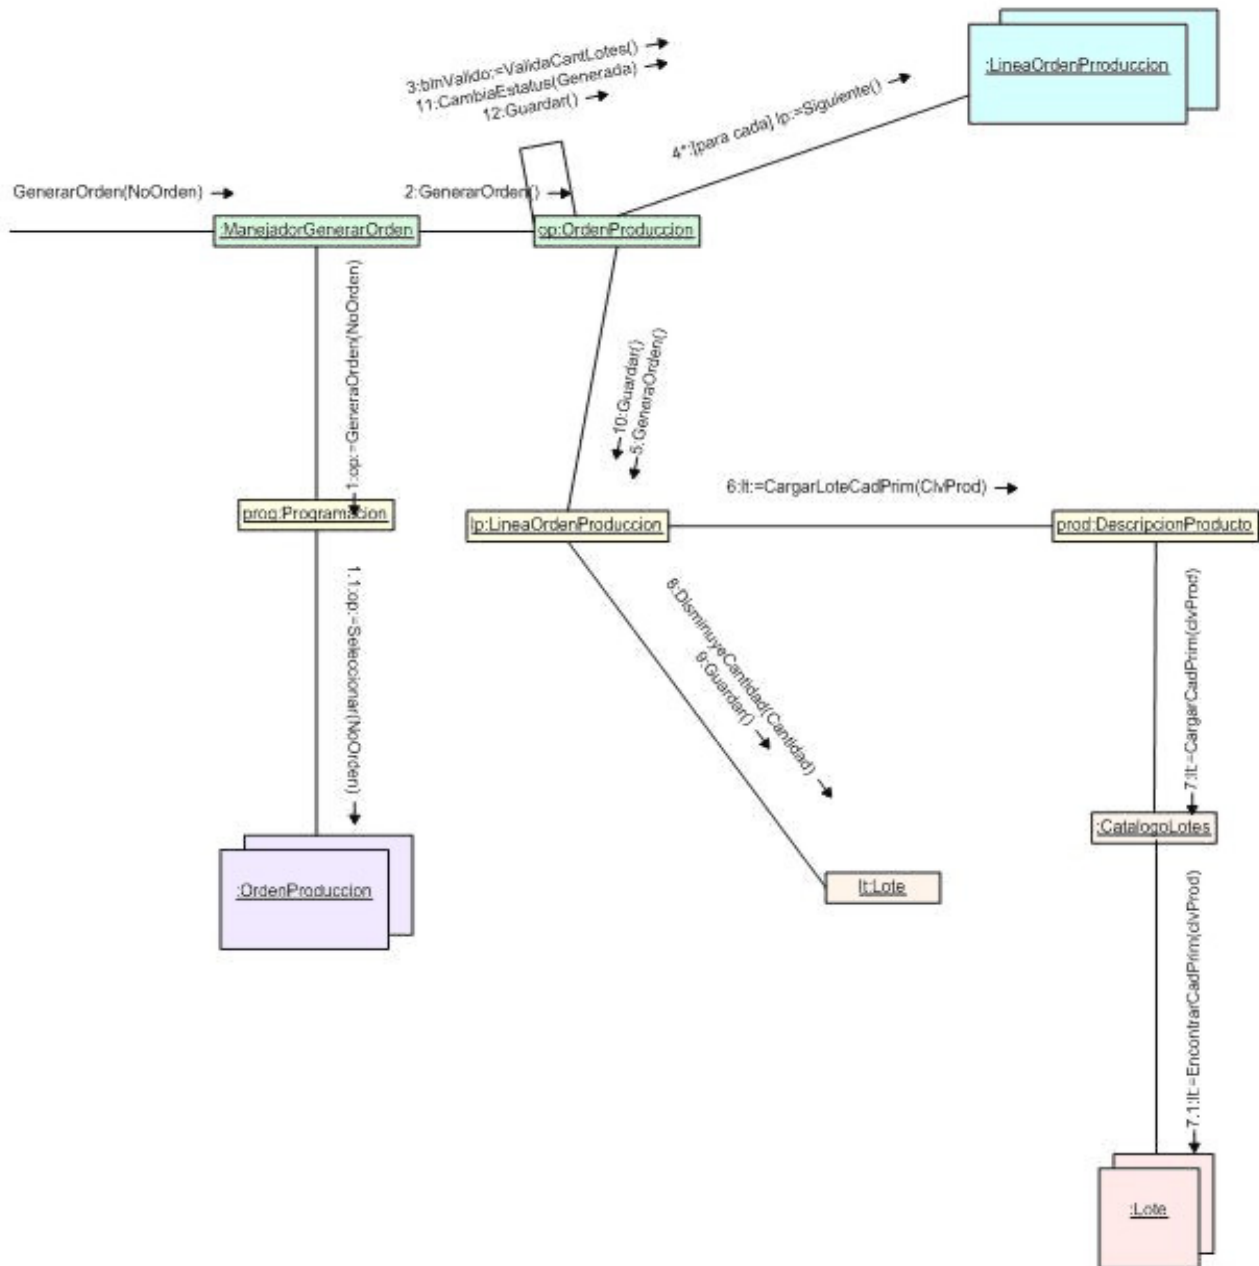 :LineaOrdenPrroduccion
3:blnValido:=ValidaCantLotes()
11:CambiaEstatus(Generada)
12:Guardar()
4*:[para cada] lp:=Siguiente()
GenerarOrden(NoOrden)
2:GenerarOrden()
:ManejadorGenerarOrden
op:OrdenProduccion
1:op:=GeneraOrden(NoOrden)
10:Guardar()
5:GeneraOrden()
6:lt:=CargarLoteCadPrim(ClvProd)
prog:Programacion
lp:LineaOrdenProduccion
prod:DescripcionProducto
1.1:op:=Seleccionar(NoOrden)
8:DisminuyeCantidad(Cantidad)
9:Guardar()
7:lt:=CargarCadPrim(clvProd)
:CatalogoLotes
:OrdenProduccion
lt:Lote
7.1:lt:=EncontrarCadPrim(clvProd)
:Lote